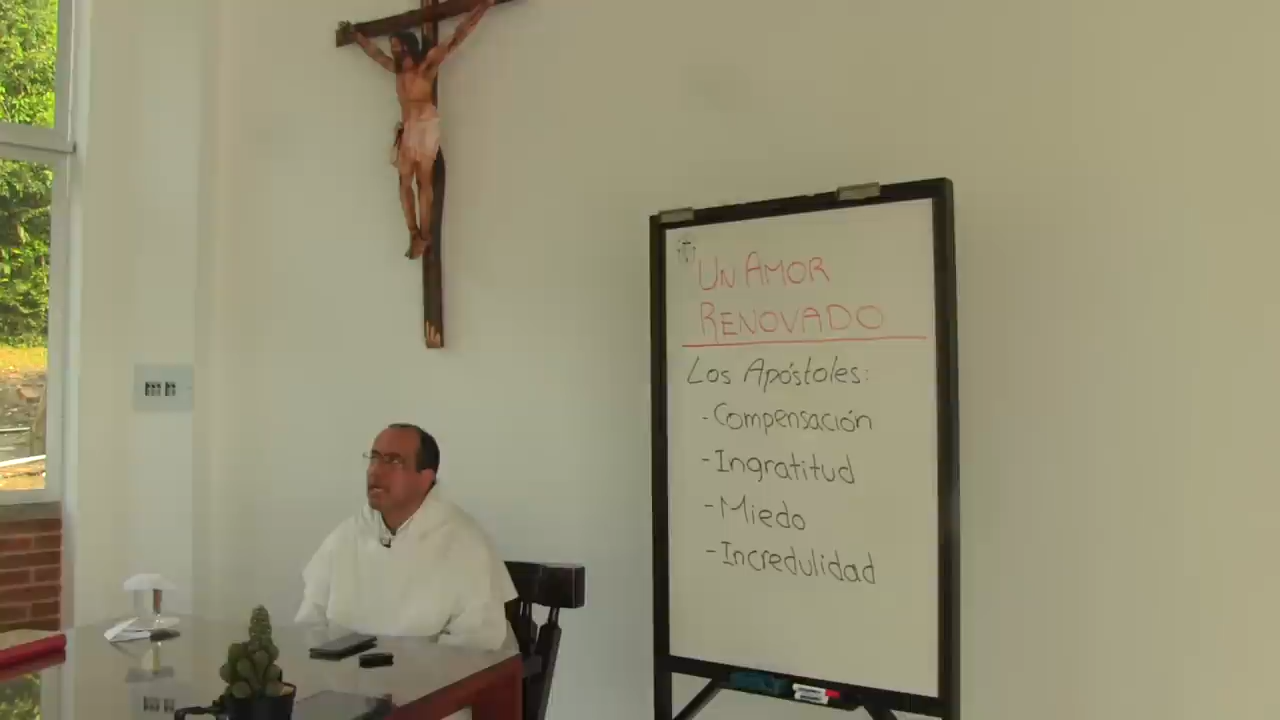 UN AMOR
RENOVADO
Los Apóstoles:
-Compensación
-Ingratitud
-Miedo
-Incredulidad